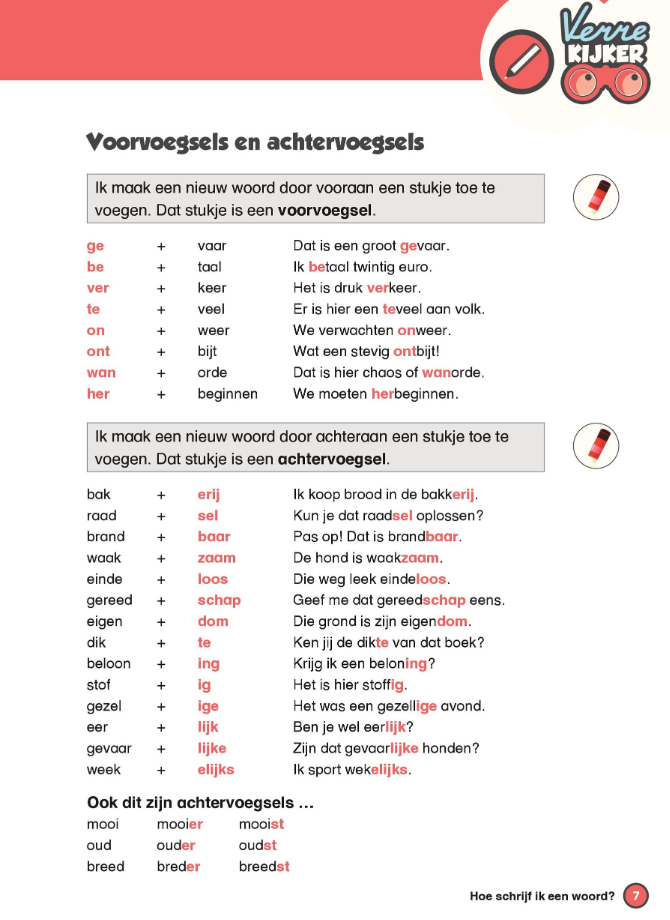 Verre
KIJKER
Voorvoegsels en achtervoegsels
Ik maak een nieuw woord door vooraan een stukje toe te
voegen. Dat stukje is een voorvoegsel.
ge + vaar Dat is een groot gevaar.
be + taal Ik betaal twintig euro.
ver + keer Het is druk verkeer.
te + veel Er is hier een teveel aan volk.
on + weer We verwachten onweer.
ont + bijt Wat een stevig ontbijt!
wan + orde Dat is hier chaos of wanorde.
her + beginnen We moeten herbeginnen.
Ik maak een nieuw woord door achteraan een stukje toe te
voegen. Dat stukje is een achtervoegsel.
bak + erij Ik koop brood in de bakkerij.
raad + sel Kun je dat raadsel oplossen?
brand + baar Pas op! Dat is brandbaar.
waak + zaam De hond is waakzaam.
einde + loos Die weg leek eindeloos.
gereed + schap Geef me dat gereedschap eens.
eigen + dom Die grond is zijn eigendom.
dik + te Ken jij de dikte van dat boek?
beloon + ing Krijg ik een beloning?
stof + ig Het is hier stoffig.
gezel + ige Het was een gezellige avond.
eer + lijk Ben je wel eerlijk?
gevaar + lijke Zijn dat gevaarlijke honden?
week + elijks Ik sport wekelijks.
Ook dit zijn achtervoegsels …
mooi mooier mooist
oud ouder oudst
breed breder breedst
Hoe schrijf ik een woord? 7